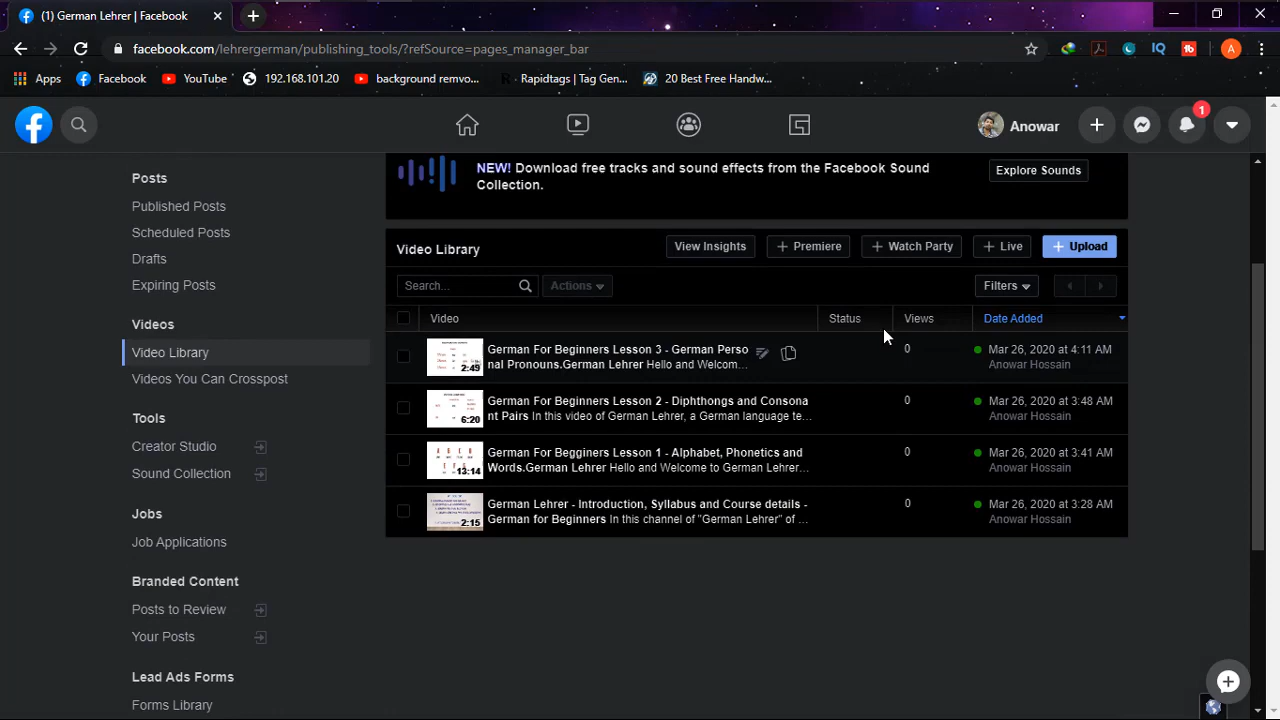 (1) German Lehrer | Facebook
facebook.com/lehrergerman/publishing_tools/?refSource=pages_manager_bar
Apps Facebook YouTube 192.168.101.20 background remvo... Rapidtags | Tag Gen... 20 Best Free Handw...
Anowar
1
Posts
Published Posts
Scheduled Posts
Drafts
Expiring Posts
Videos
Video Library
Videos You Can Crosspost
Tools
Creator Studio
Sound Collection
Jobs
Job Applications
Branded Content
Posts to Review
Your Posts
Lead Ads Forms
Forms Library
NEW! Download free tracks and sound effects from the Facebook Sound
Collection.
Explore Sounds
Video Library
View Insights + Premiere + Watch Party + Live + Upload
Search... Actions Filters
Video Status Views Date Added
2:49
German For Beginners Lesson 3 - German Perso
nal Pronouns.German Lehrer Hello and Welcom...
0
Mar 26, 2020 at 4:11 AM
Anowar Hossain
6:20
German For Beginners Lesson 2 - Diphthongs and Consona
nt Pairs In this video of German Lehrer, a German language te...
0
Mar 26, 2020 at 3:48 AM
Anowar Hossain
13:14
German For Begginers Lesson 1 - Alphabet, Phonetics and
Words.German Lehrer Hello and Welcome to German Lehrer...
0
Mar 26, 2020 at 3:41 AM
Anowar Hossain
2:15
German Lehrer - Introduction, Syllabus and Course details -
German for Beginners In this channel of "German Lehrer" of ...
0
Mar 26, 2020 at 3:28 AM
Anowar Hossain